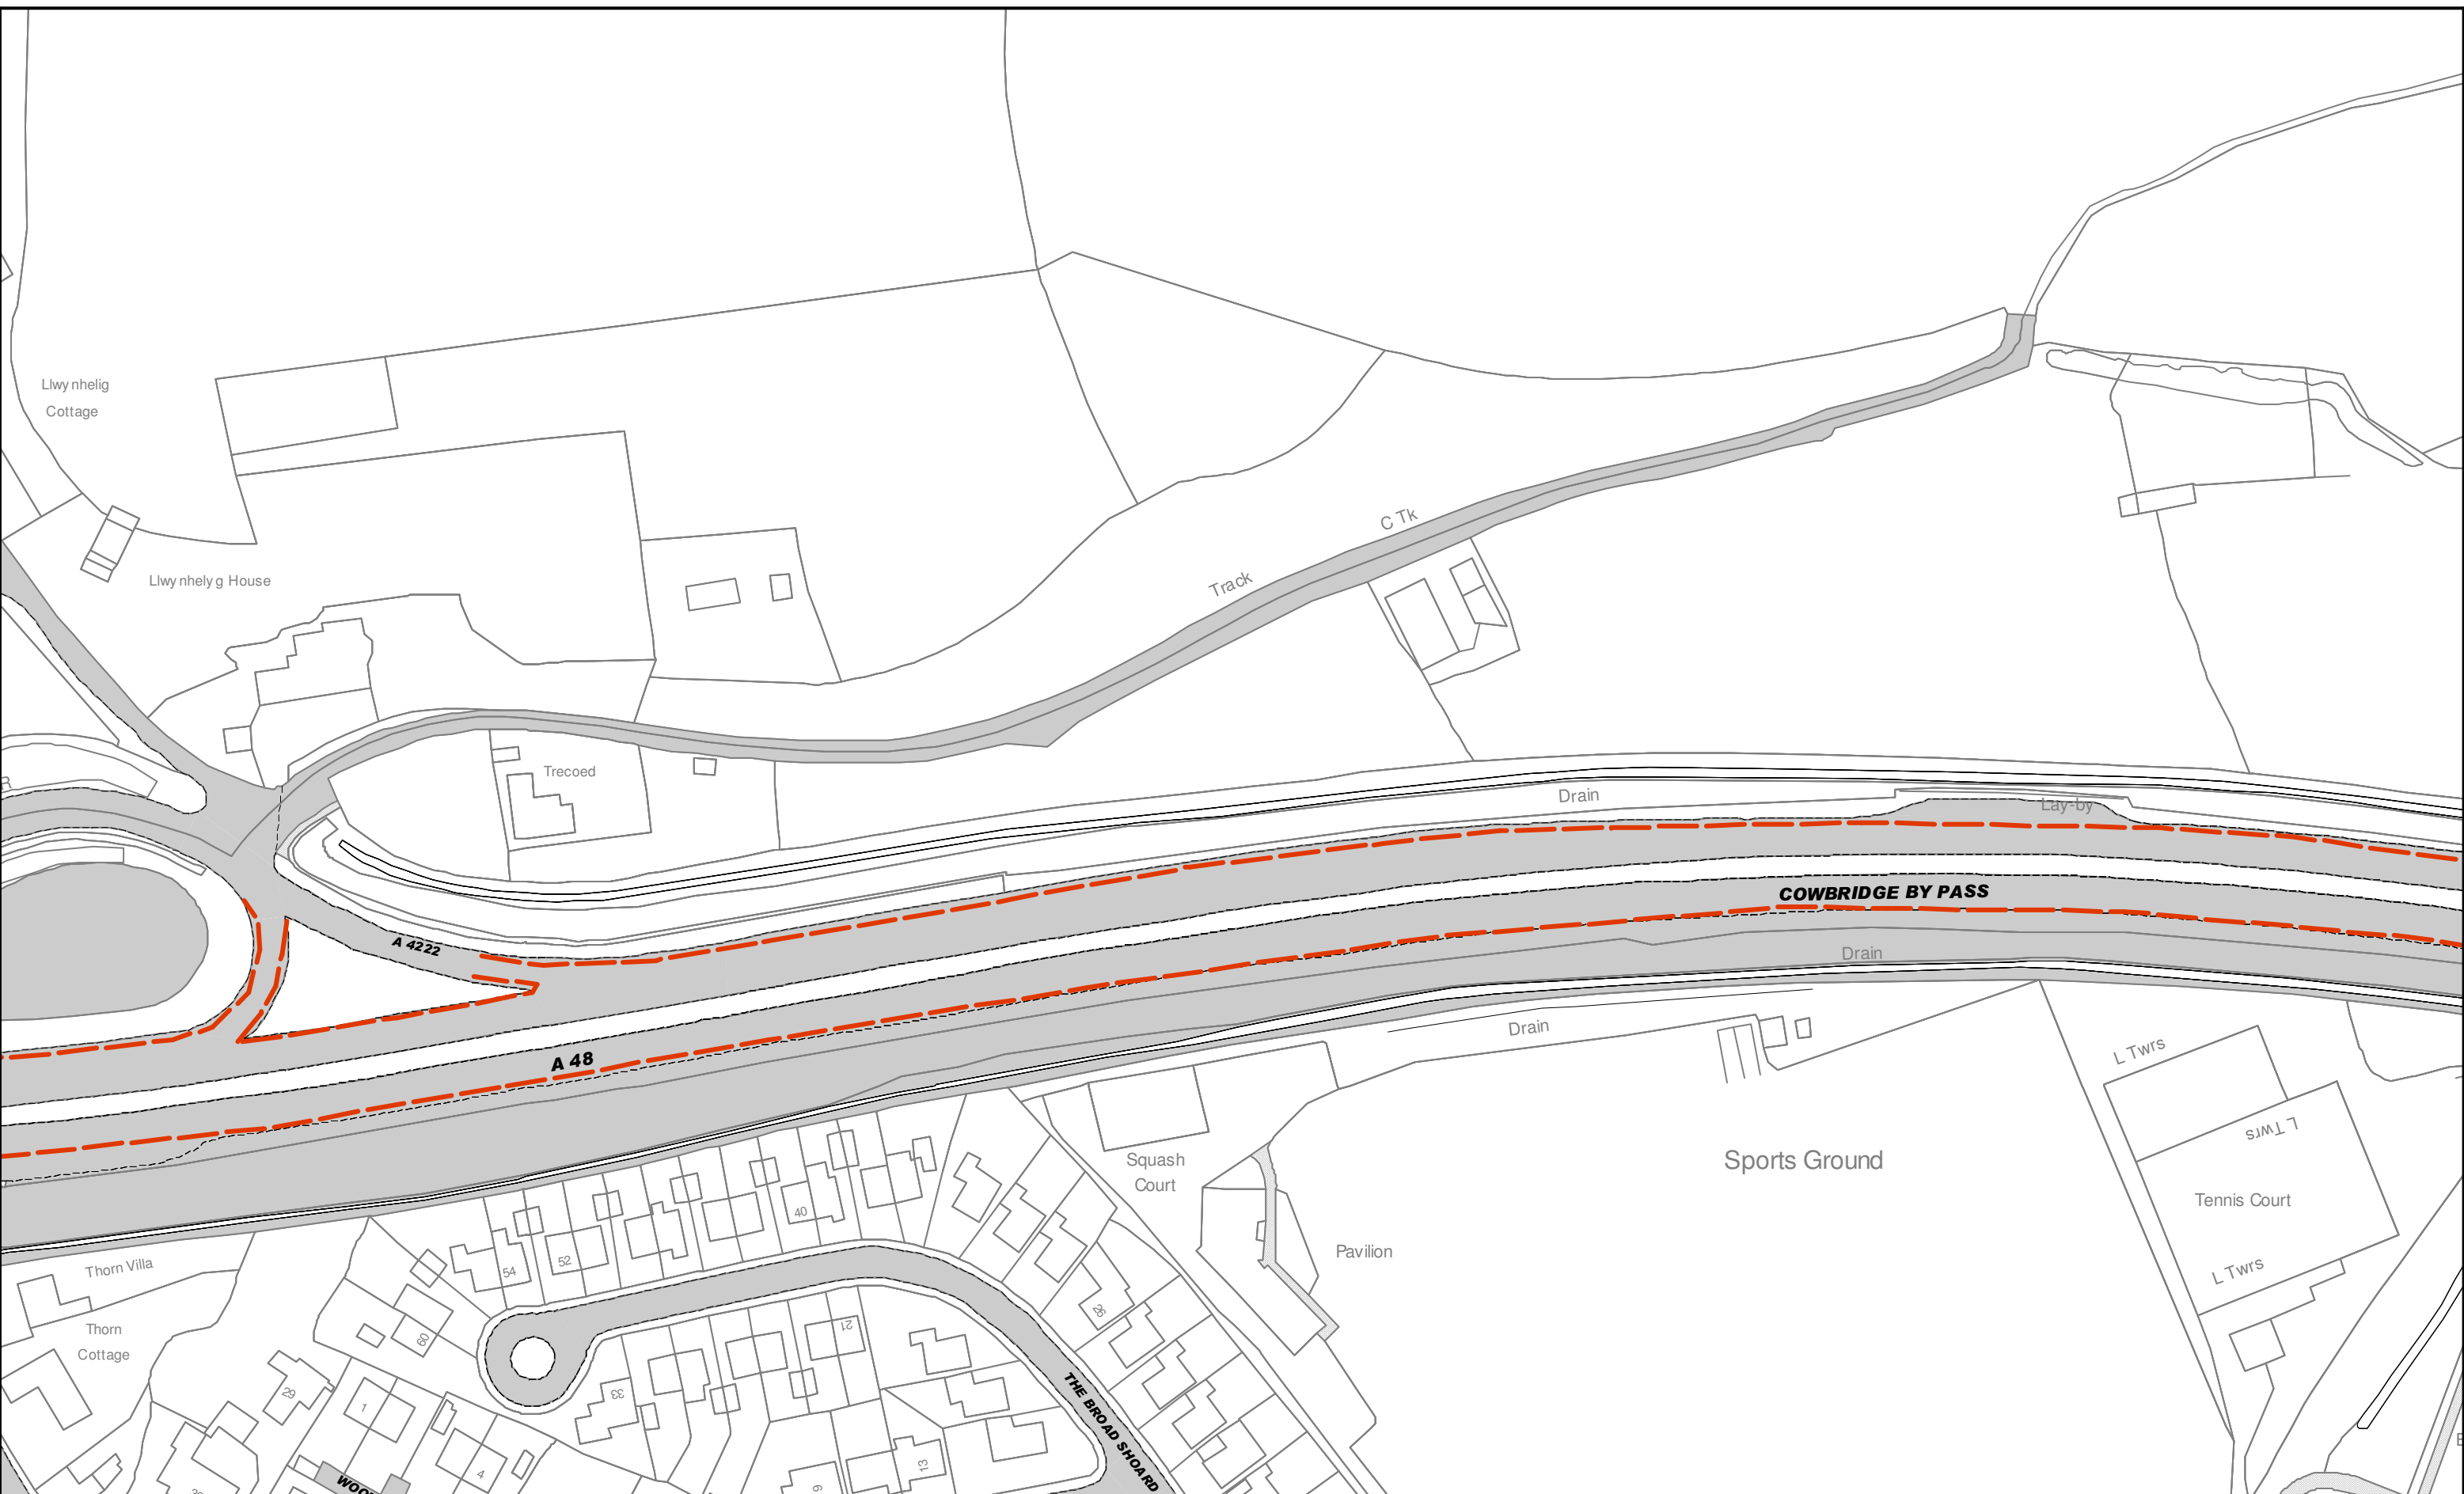 Llwynhelig
Cottage
Llwynhelyg House
C Tk
Track
Trecoed
Drain
Lay-by
COWBRIDGE BY PASS
A 4222
Drain
A 48
Drain
L Twrs
L Twrs
Squash
Court
Sports Ground
Tennis Court
40
Pavilion
52
54
Thorn Villa
L Twrs
26
21
Thorn
Cottage
60
33
29
1
THE BROAD SHOARD
13
4